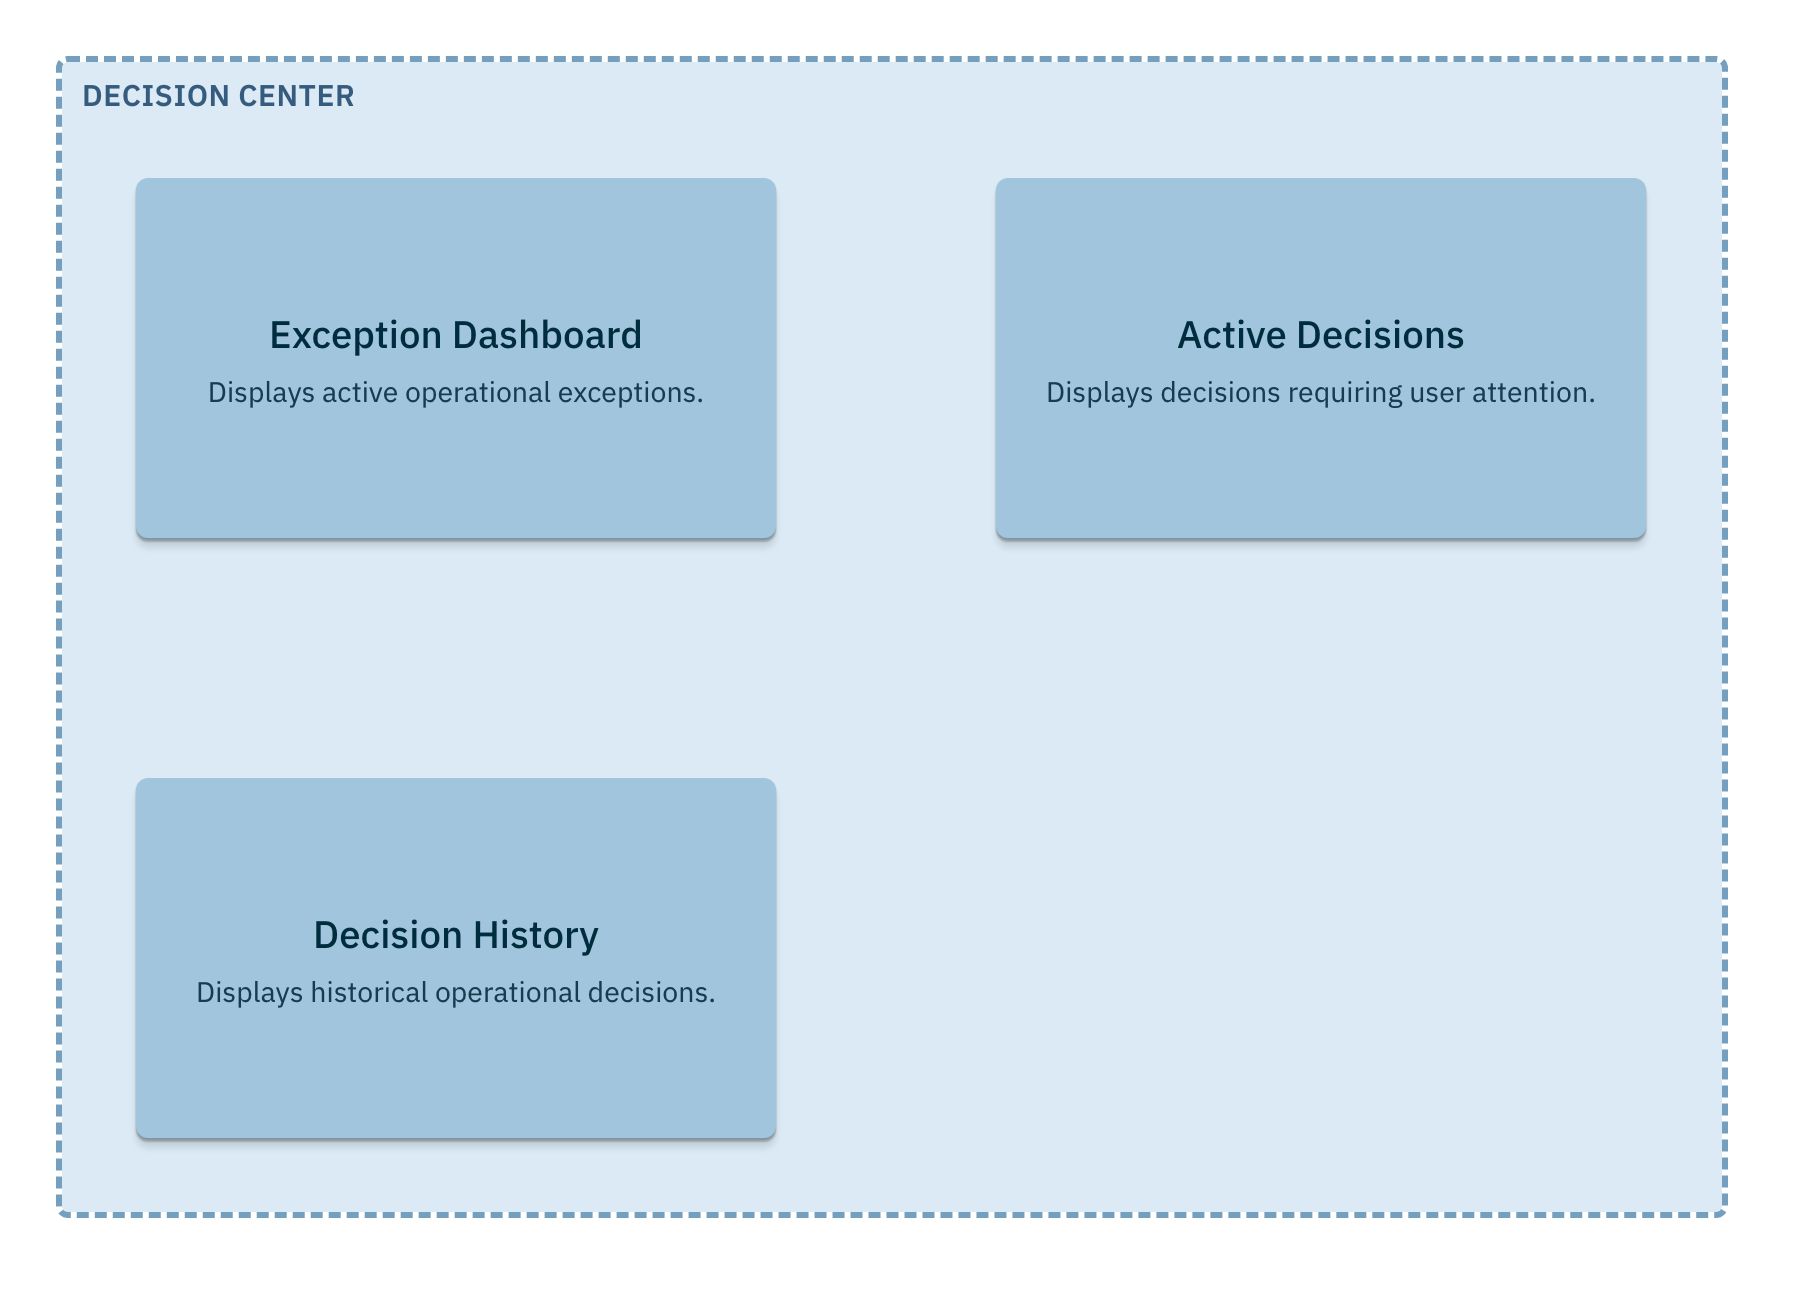 DECISION CENTER
Exception Dashboard
Displays active operational exceptions.
Active Decisions
Displays decisions requiring user attention.
Decision History
Displays historical operational decisions.